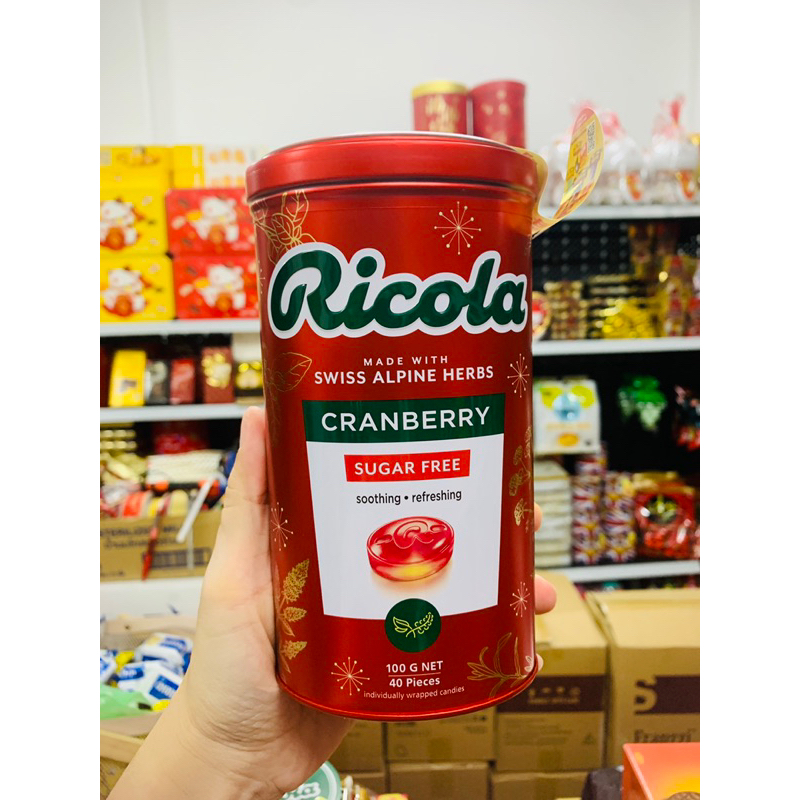 Ricola
MADE WITH
SWISS ALPINE HERBS
CRANBERRY
SUGAR FREE
soothing • refreshing
100 G NET
40 Pieces
individually wrapped candies